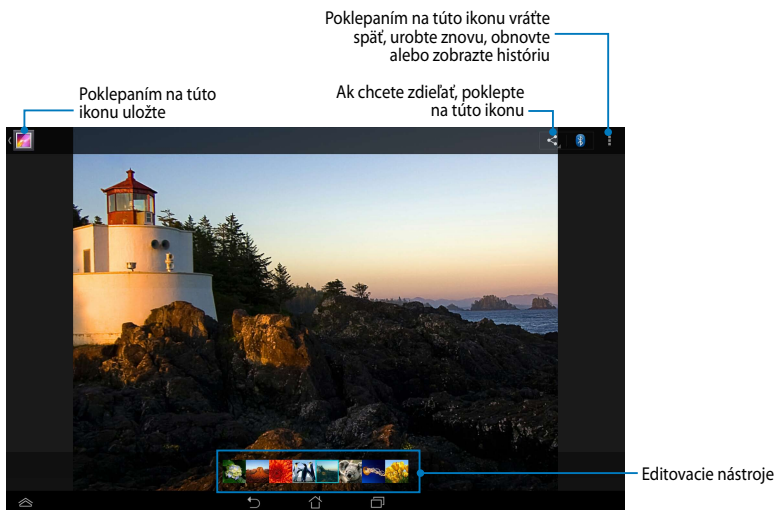 Poklepaním na túto ikonu vráťte
späť, urobte znovu, obnovte
alebo zobrazte históriu
Poklepaním na túto
ikonu uložte
Ak chcete zdieľať, poklepte
na túto ikonu
Editovacie nástroje